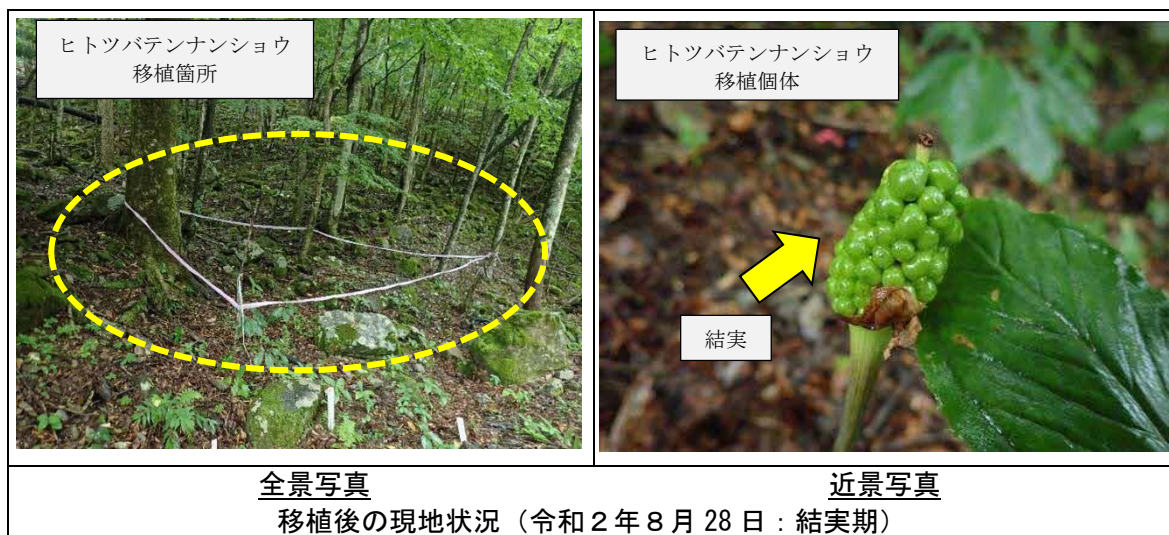 ヒトツバテンナンショウ
移植箇所
ヒトツバテンナンショウ
移植個体
結実
全景写真
近景写真
移植後の現地状況（令和２年８月 28 日：結実期）